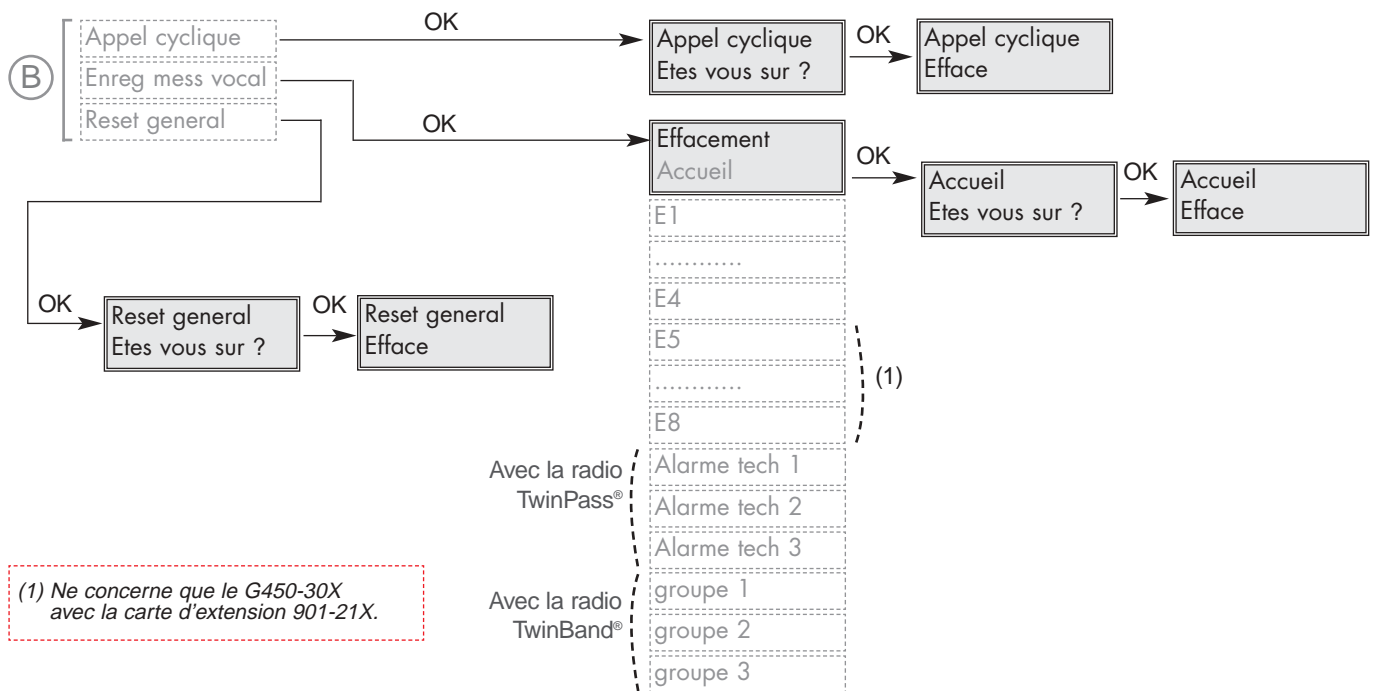 B
Appel cyclique
Enreg mess vocal
Reset general
OK
Appel cyclique
Etes vous sur ?
OK
Appel cyclique
Efface
OK
Effacement
Accueil
OK
Accueil
Etes vous sur ?
OK
Accueil
Efface
E1
............
E4
E5
............
E8
(1)
OK
Reset general
Etes vous sur ?
OK
Reset general
Efface
Avec la radio
TwinPass®
Alarme tech 1
Alarme tech 2
Alarme tech 3
Avec la radio
TwinBand®
groupe 1
groupe 2
groupe 3
(1) Ne concerne que le G450-30X
avec la carte d'extension 901-21X.